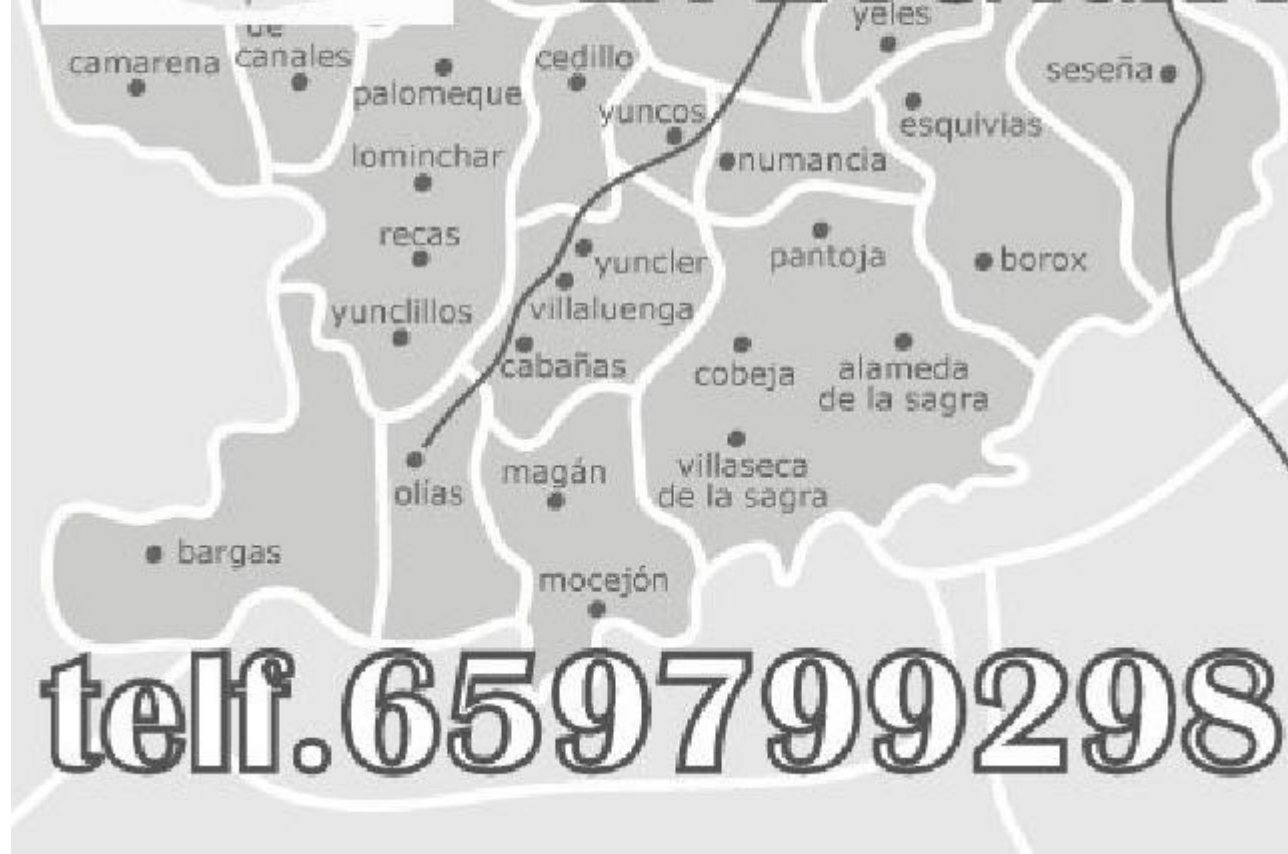 yeles
de
camarena
canales
cedillo
seseña
palomeque
yuncos
esquivias
lominchar
numancia
recas
yuncler
pantoja
borox
yunclillos
villaluenga
cabañas
cobeja
alameda
de la sagra
magán
villaseca
de la sagra
olías
bargas
mocejón
telf.659799298